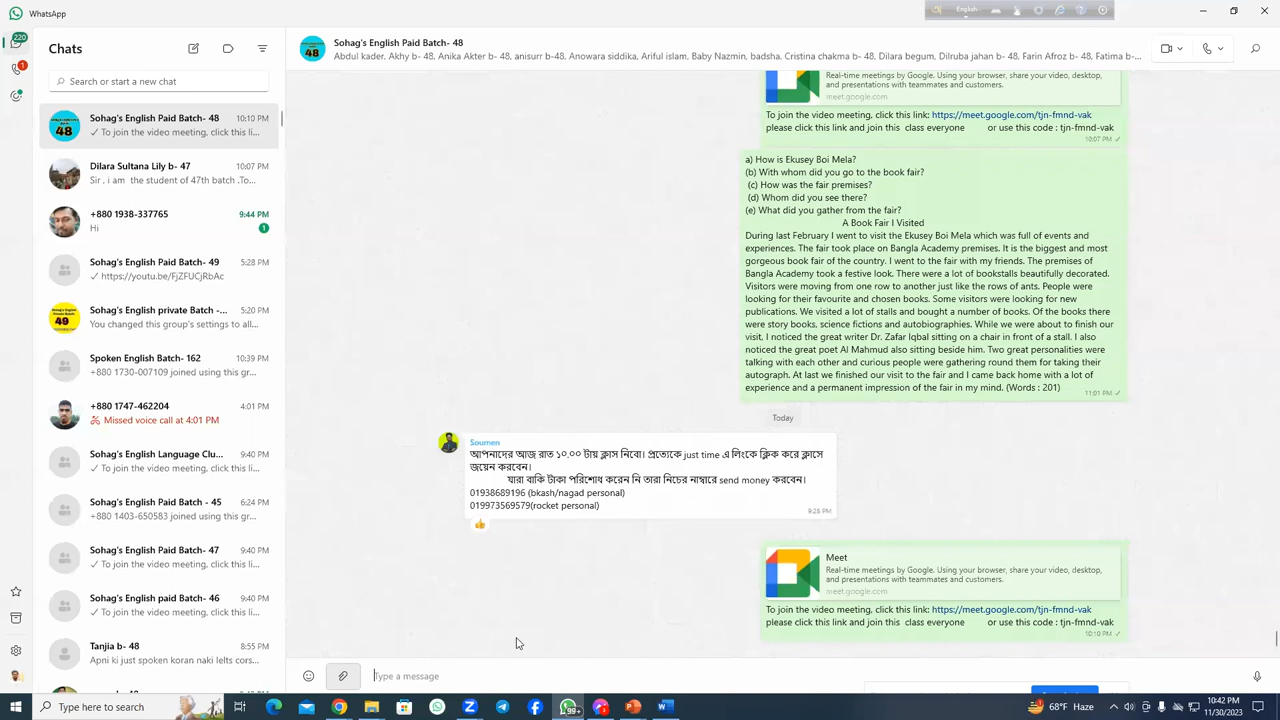 WhatsApp
English
220
1
Chats
Search or start a new chat
Sohag's English Paid Batch- 48 10:10 PM
✓ To join the video meeting, click this li...
Dilara Sultana Lily b- 47 10:07 PM
Sir , i am the student of 47th batch .To...
+880 1938-337765 9:44 PM
Hi 1
Sohag's English Paid Batch- 49 5:28 PM
✓ https://youtu.be/FjZFUCjRbAc
Sohag's English private Batch -... 5:20 PM
You changed this group's settings to all...
Spoken English Batch- 162 10:39 PM
+880 1730-007109 joined using this gr...
+880 1747-462204 4:01 PM
Missed voice call at 4:01 PM
Sohag's English Language Clu... 9:40 PM
✓ To join the video meeting, click this li...
Sohag's English Paid Batch - 45 6:24 PM
+880 1403-650583 joined using this gr...
Sohag's English Paid Batch- 47 9:40 PM
✓ To join the video meeting, click this li...
Sohag's English paid Batch- 46 9:40 PM
✓ To join the video meeting, click this li...
Tanjia b- 48 8:55 PM
Apni ki just spoken koran naki Ielts cors...
Sohag's English Paid Batch- 48
Abdul kader, Akhy b- 48, Anika Akter b- 48, anisurr b-48, Anowara siddika, Ariful islam, Baby Nazmin, badsha, Cristina chakma b- 48, Dilara begum, Dilruba jahan b- 48, Farin Afroz b- 48, Fatima b-...
Real-time meetings by Google. Using your browser, share your video, desktop,
and presentations with teammates and customers.
meet.google.com
To join the video meeting, click this link: https://meet.google.com/tjn-fmnd-vak
please click this link and join this class everyone or use this code : tjn-fmnd-vak
10:07 PM ✓
a) How is Ekusey Boi Mela?
(b) With whom did you go to the book fair?
(c) How was the fair premises?
(d) Whom did you see there?
(e) What did you gather from the fair?
A Book Fair I Visited
During last February I went to visit the Ekusey Boi Mela which was full of events and
experiences. The fair took place on Bangla Academy premises. It is the biggest and most
gorgeous book fair of the country. I went to the fair with my friends. The premises of
Bangla Academy took a festive look. There were a lot of bookstalls beautifully decorated.
Visitors were moving from one row to another just like the rows of ants. People were
looking for their favourite and chosen books. Some visitors were looking for new
publications. We visited a lot of stalls and bought a number of books. Of the books there
were story books, science fictions and autobiographies. While we were about to finish our
visit, I noticed the great writer Dr. Zafar Iqbal sitting on a chair in front of a stall. I also
noticed the great poet Al Mahmud also sitting beside him. Two great personalities were
talking with each other and curious people were gathering round them for taking their
autograph. At last we finished our visit to the fair and I came back home with a lot of
experience and a permanent impression of the fair in my mind. (Words : 201)
11:01 PM ✓
Today
Soumen
আপনাদের আজ রাত ১০.০০ টায় ক্লাস নিবো। প্রত্যেকে just time এ লিংকে ক্লিক করে ক্লাসে
জয়েন করবেন।
যারা বাকি টাকা পরিশোধ করেন নি তারা নিচের নাম্বারে send money করবেন।
01938689196 (bkash/nagad personal)
019973569579(rocket personal)
9:28 PM
Meet
Real-time meetings by Google. Using your browser, share your video, desktop,
and presentations with teammates and customers.
meet.google.com
To join the video meeting, click this link: https://meet.google.com/tjn-fmnd-vak
please click this link and join this class everyone or use this code : tjn-fmnd-vak
10:10 PM ✓
Type a message
Type here to search
99+
68°F Haze
10:42 PM
11/30/2023